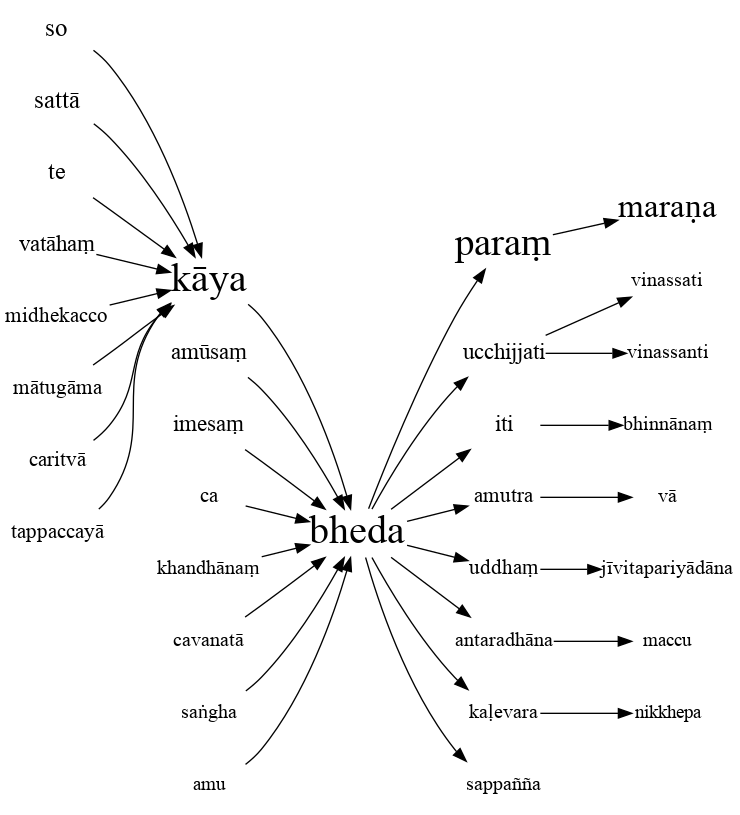 so
sattā
te
vatāhaṃ
midhekacco
mātugāma
caritvā
tappaccayā
kāya
amūsaṃ
imesaṃ
ca
khandhānaṃ
cavanatā
saṅgha
amu
bheda
paraṃ
ucchijjati
iti
amutra
uddhaṃ
antaradhāna
kaḷevara
sappañña
maraṇa
vinassati
vinassanti
bhinnānaṃ
vā
jīvitapariyādāna
maccu
nikkhepa